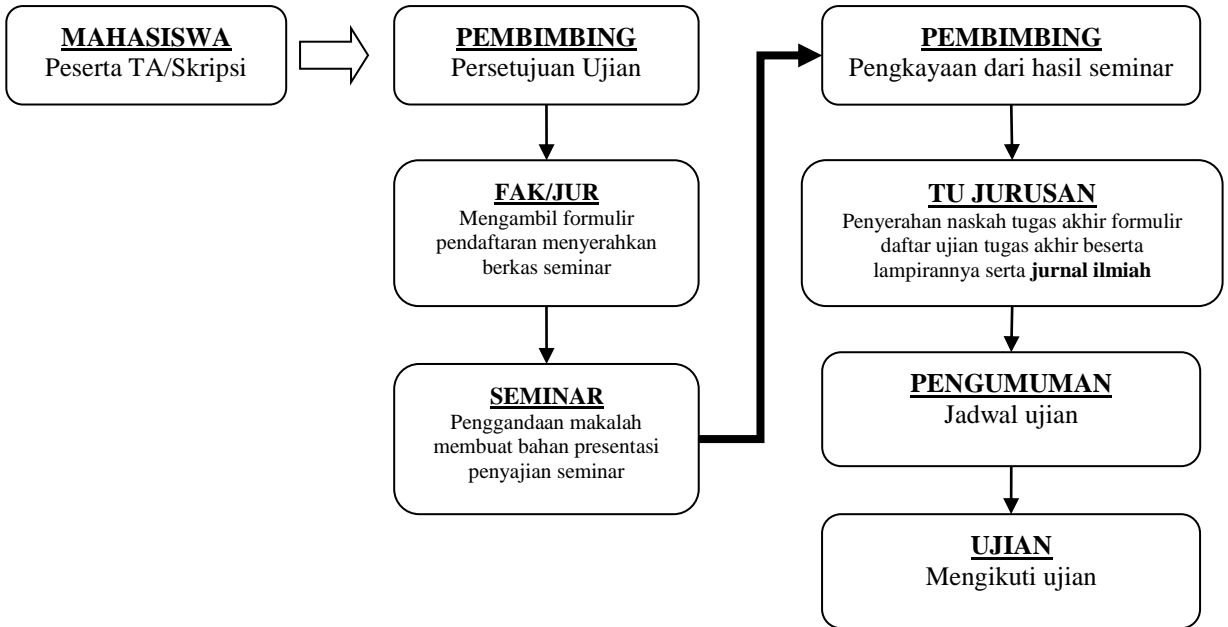 MAHASISWA
Peserta TA/Skripsi
PEMBIMBING
Persetujuan Ujian
FAK/JUR
Mengambil formulir
pendaftaran menyerahkan
berkas seminar
SEMINAR
Penggandaan makalah
membuat bahan presentasi
penyajian seminar
PEMBIMBING
Pengkayaan dari hasil seminar
TU JURUSAN
Penyerahan naskah tugas akhir formulir
daftar ujian tugas akhir beserta
lampirannya serta jurnal ilmiah
PENGUMUMAN
Jadwal ujian
UJIAN
Mengikuti ujian